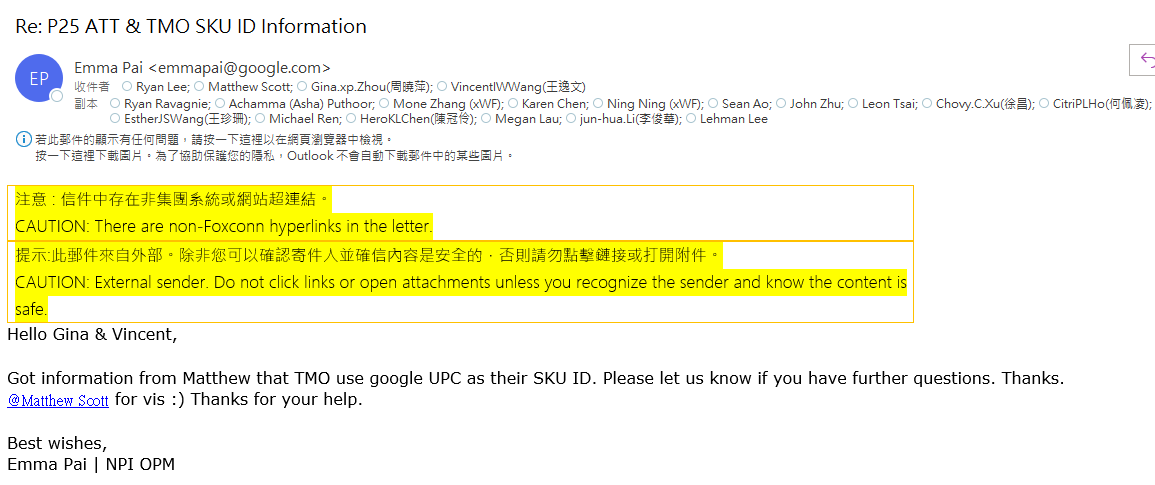 Re: P25 ATT & TMO SKU ID Information
EP
Emma Pai <emmapai@google.com>
收件者 Ryan Lee; Matthew Scott; Gina.xp.Zhou(周曉萍); VincentIWWang(王逸文)
副本 Ryan Ravagnie; Achamma (Asha) Puthoor; Mone Zhang (xWF); Karen Chen; Ning Ning (xWF); Sean Ao; John Zhu; Leon Tsai; Chovy.C.Xu(徐昌); CitriPLHo(何佩凌);
EstherJSWang(王珍珊); Michael Ren; HeroKLChen(陳冠伶); Megan Lau; jun-hua.Li(李俊華); Lehman Lee
若此郵件的顯示有任何問題，請按一下這裡以在網頁瀏覽器中檢視。
按一下這裡下載圖片。為了協助保護您的隱私，Outlook 不會自動下載郵件中的某些圖片。
注意 : 信件中存在非集團系統或網站超連結。
CAUTION: There are non-Foxconn hyperlinks in the letter.
提示:此郵件來自外部。除非您可以確認寄件人並確信內容是安全的，否則請勿點擊鏈接或打開附件。
CAUTION: External sender. Do not click links or open attachments unless you recognize the sender and know the content is
safe.
Hello Gina & Vincent,
Got information from Matthew that TMO use google UPC as their SKU ID. Please let us know if you have further questions. Thanks.
@Matthew Scott for vis :) Thanks for your help.
Best wishes,
Emma Pai | NPI OPM